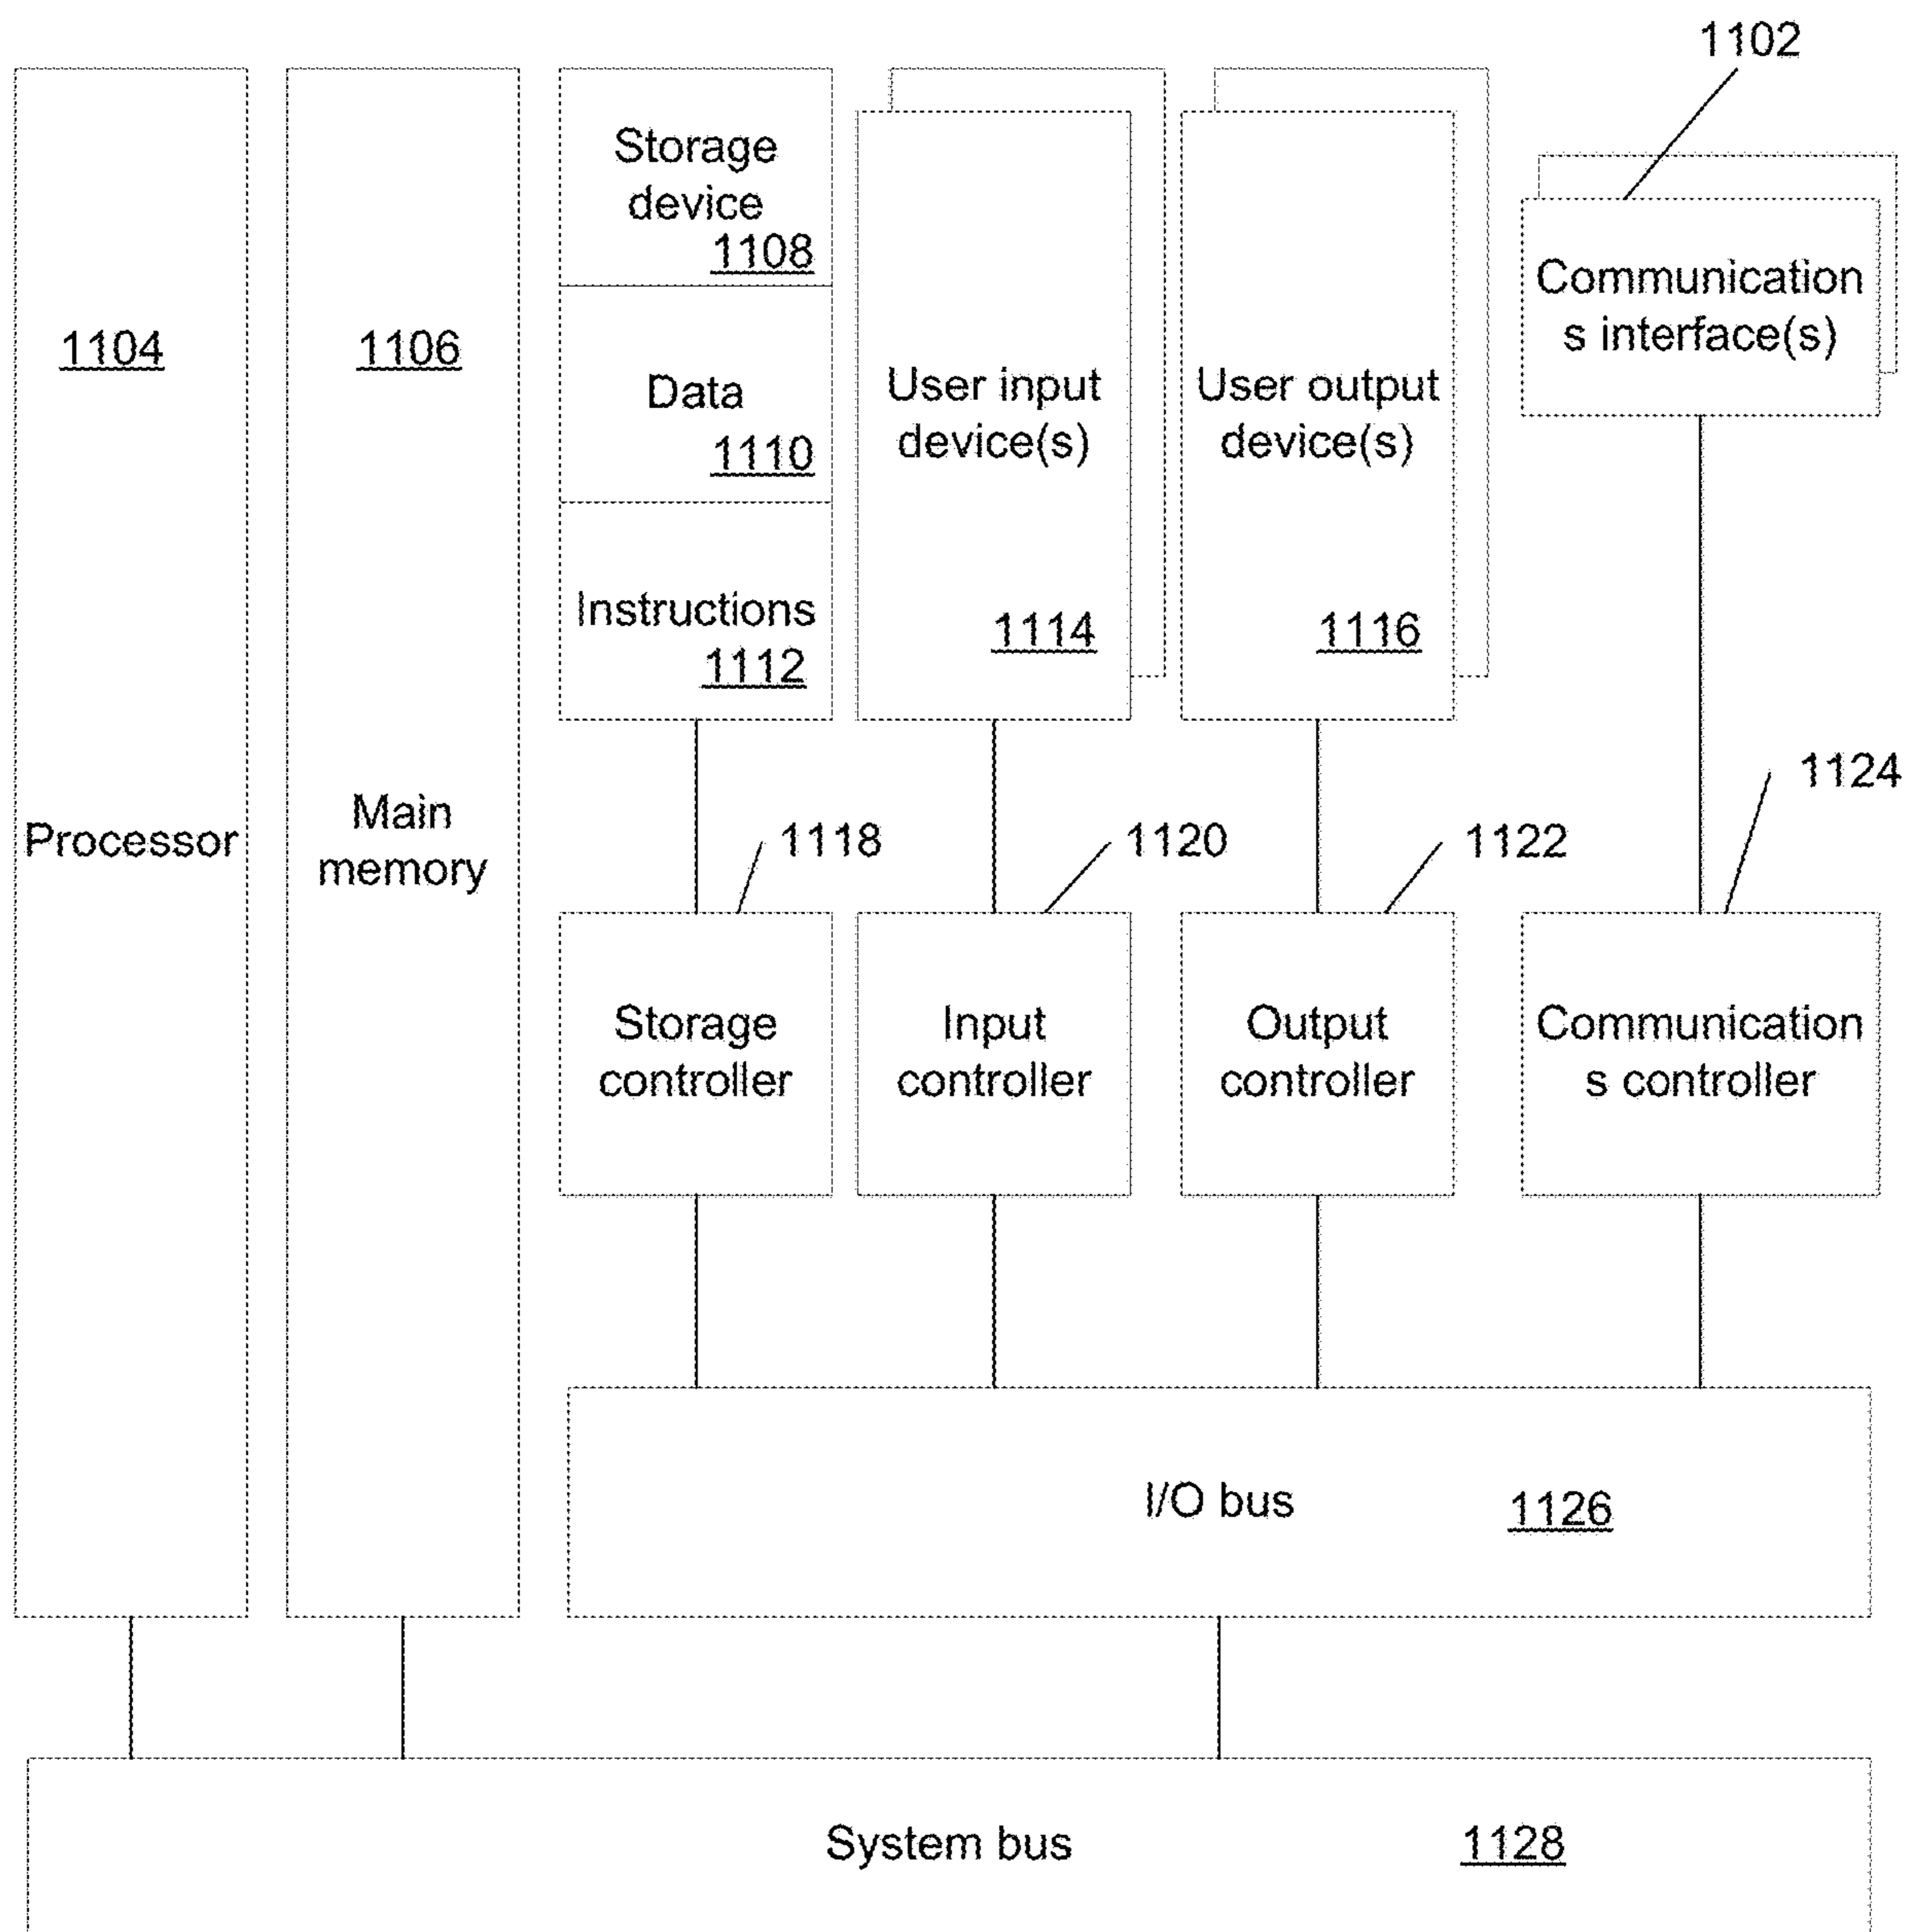 1102
Storage
device
1108
Communication
s interface(s)
1104
1106
Data
1110
User input
device(s)
User output
device(s)
Instructions
1112
1114
1116
1124
Processor
Main
memory
1118
1120
1122
Storage
controller
Input
controller
Output
controller
Communication
s controller
I/O bus
1126
System bus
1128